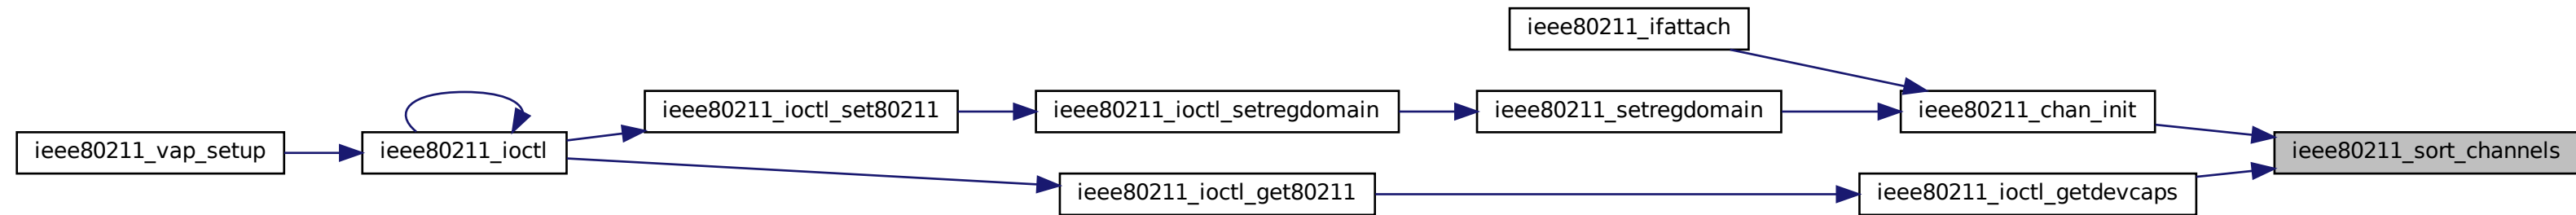 ieee80211_ifattach
ieee80211_ioctl_set80211
ieee80211_ioctl_setregdomain
ieee80211_setregdomain
ieee80211_chan_init
ieee80211_vap_setup
ieee80211_ioctl
ieee80211_sort_channels
ieee80211_ioctl_get80211
ieee80211_ioctl_getdevcaps